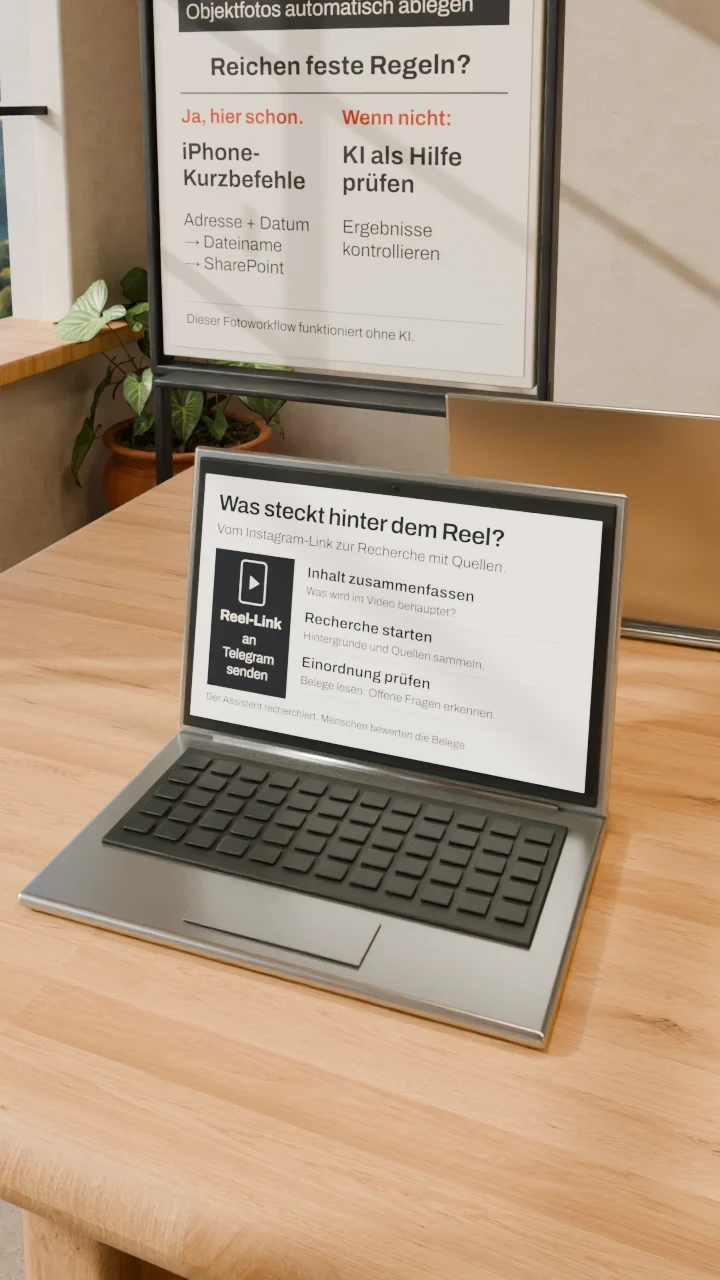 Objektfotos automatisch ablegen
Reichen feste Regeln?
Ja, hier schon.
iPhone-
Kurzbefehle
Adresse + Datum
→ Dateiname
→ SharePoint
Wenn nicht:
KI als Hilfe
prüfen
Ergebnisse
kontrollieren
Dieser Fotoworkflow funktioniert ohne KI.
Was steckt hinter dem Reel?
Vom Instagram-Link zur Recherche mit Quellen.
Reel-Link
an
Telegram
senden
Inhalt zusammenfassen
Was wird im Video behauptet?
Recherche starten
Hintergründe und Quellen sammeln.
Einordnung prüfen
Belege lesen. Offene Fragen erkennen.
Der Assistent recherchiert. Menschen bewerten die Belege.